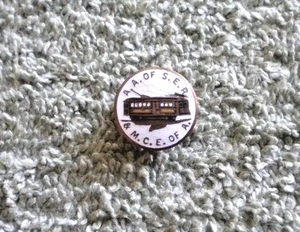 A.A. OF S.E.R.
& M.C.E. OF A.